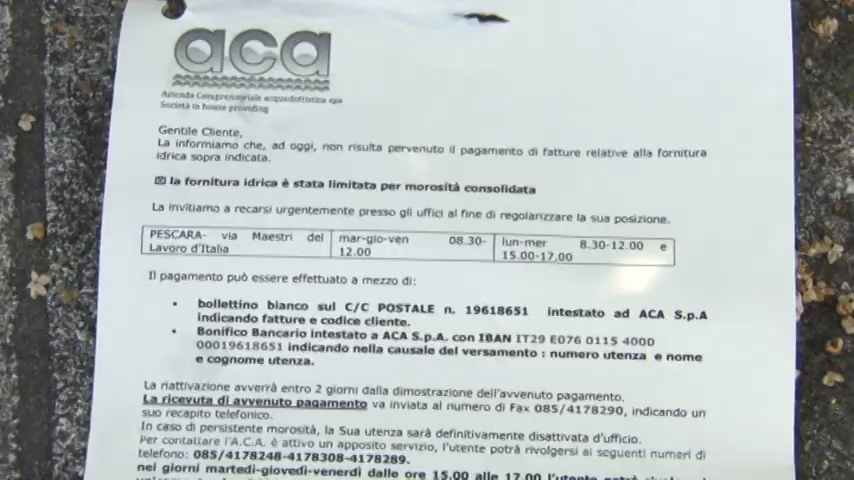 aca
Azienda Comprensoriale acquedottistica spa
Società in house providing
Gentile Cliente,
La informiamo che, ad oggi, non risulta pervenuto il pagamento di fatture relative alla fornitura
idrica sopra indicata.
☒ la fornitura idrica è stata limitata per morosità consolidata
La invitiamo a recarsi urgentemente presso gli uffici al fine di regolarizzare la sua posizione.
PESCARA- via Maestri del mar-gio-ven 08.30- lun-mer 8.30-12.00 e
Lavoro d'Italia 12.00 15.00-17.00
Il pagamento può essere effettuato a mezzo di:
• bollettino bianco sul C/C POSTALE n. 19618651 intestato ad ACA S.p.A
indicando fatture e codice cliente.
• Bonifico Bancario intestato a ACA S.p.A. con IBAN IT29 E076 0115 4000
00019618651 indicando nella causale del versamento : numero utenza e nome
e cognome utenza.
La riattivazione avverrà entro 2 giorni dalla dimostrazione dell'avvenuto pagamento.
La ricevuta di avvenuto pagamento va inviata al numero di Fax 085/4178290, indicando un
suo recapito telefonico.
In caso di persistente morosità, la Sua utenza sarà definitivamente disattivata d'ufficio.
Per contattare l'A.C.A. è attivo un apposito servizio, l'utente potrà rivolgersi ai seguenti numeri di
telefono: 085/4178248-4178308-4178289.
nei giorni martedì-giovedì-venerdì dalle ore 15.00 alle 17.00 l'utente potrà